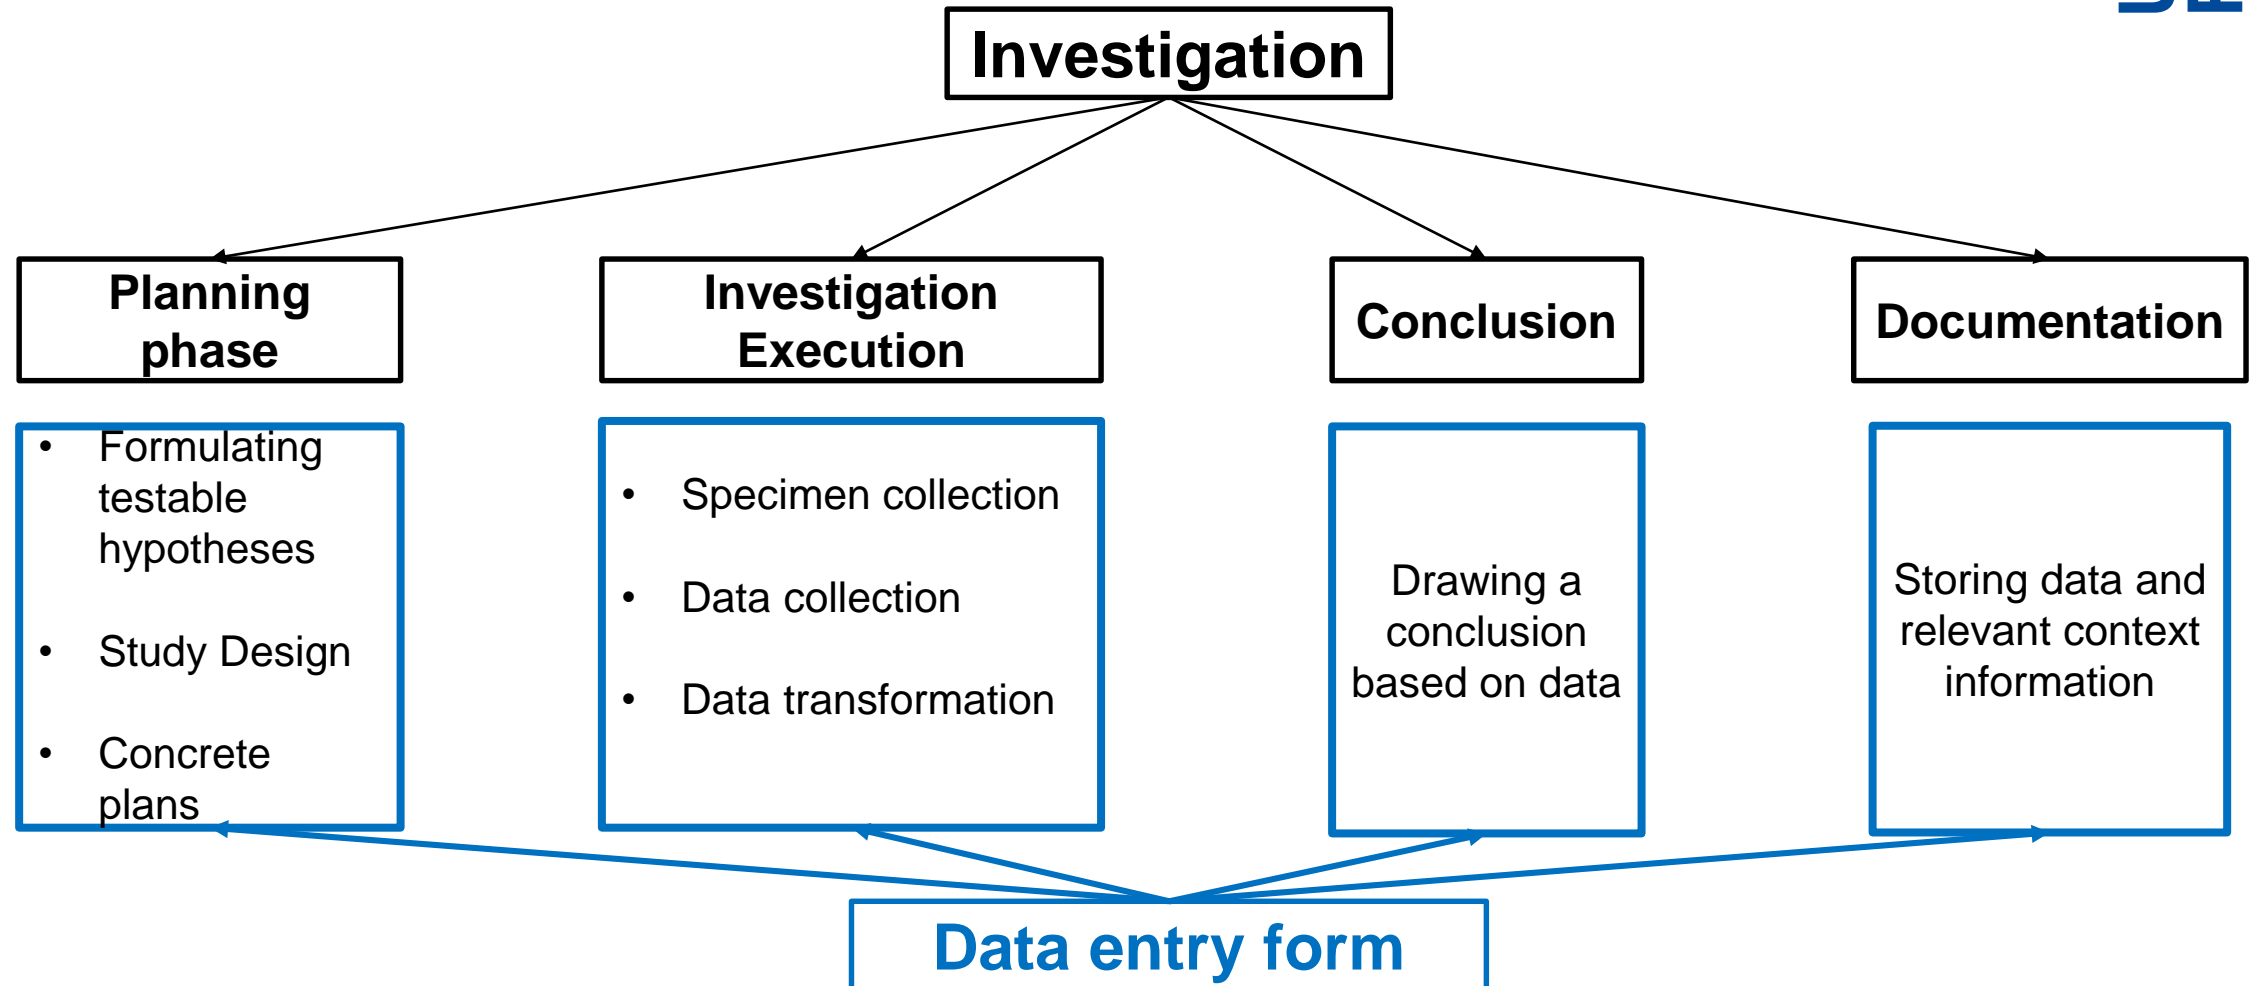 Investigation
Planning
phase
Investigation
Execution
Conclusion
Documentation
• Formulating
testable
hypotheses
• Study Design
• Concrete
plans
• Specimen collection
• Data collection
• Data transformation
Drawing a
conclusion
based on data
Storing data and
relevant context
information
Data entry form